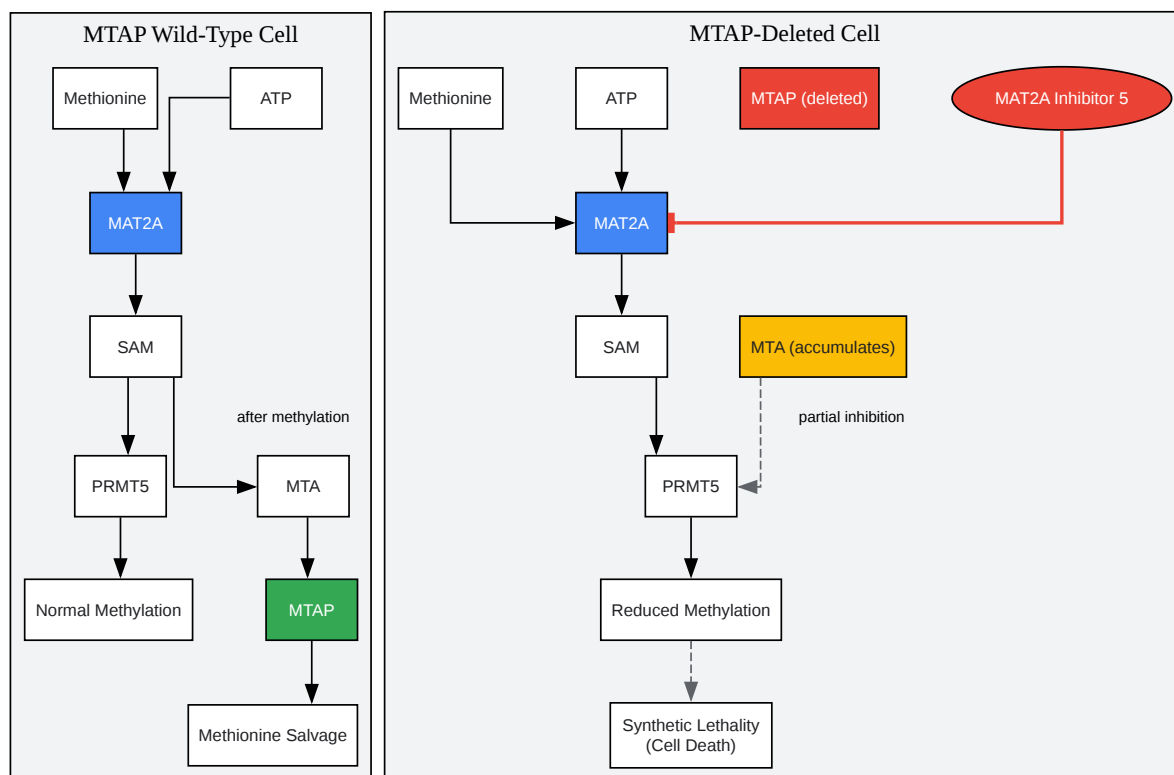 MTAP Wild-Type Cell
Methionine
ATP
MAT2A
SAM
after methylation
PRMT5
MTA
Normal Methylation
MTAP
Methionine Salvage
MTAP-Deleted Cell
Methionine
ATP
MTAP (deleted)
MAT2A Inhibitor 5
MAT2A
SAM
MTA (accumulates)
partial inhibition
PRMT5
Reduced Methylation
Synthetic Lethality
(Cell Death)